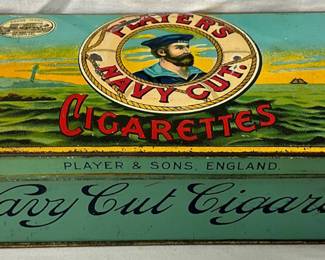 PLAYER'S
NAVY CUT.
CIGARETTES
PLAYER & SONS, ENGLAND.
avy Cut Cigar